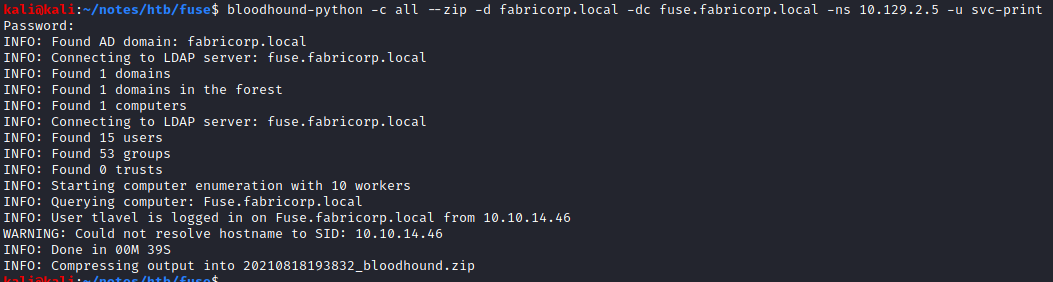 kali@kali:~/notes/htb/fuse$ bloodhound-python -c all --zip -d fabricorp.local -dc fuse.fabricorp.local -ns 10.129.2.5 -u svc-print
Password:
INFO: Found AD domain: fabricorp.local
INFO: Connecting to LDAP server: fuse.fabricorp.local
INFO: Found 1 domains
INFO: Found 1 domains in the forest
INFO: Found 1 computers
INFO: Connecting to LDAP server: fuse.fabricorp.local
INFO: Found 15 users
INFO: Found 53 groups
INFO: Found 0 trusts
INFO: Starting computer enumeration with 10 workers
INFO: Querying computer: Fuse.fabricorp.local
INFO: User tlavel is logged in on Fuse.fabricorp.local from 10.10.14.46
WARNING: Could not resolve hostname to SID: 10.10.14.46
INFO: Done in 00M 39S
INFO: Compressing output into 20210818193832_bloodhound.zip
kali@kali:~/notes/htb/fuse$